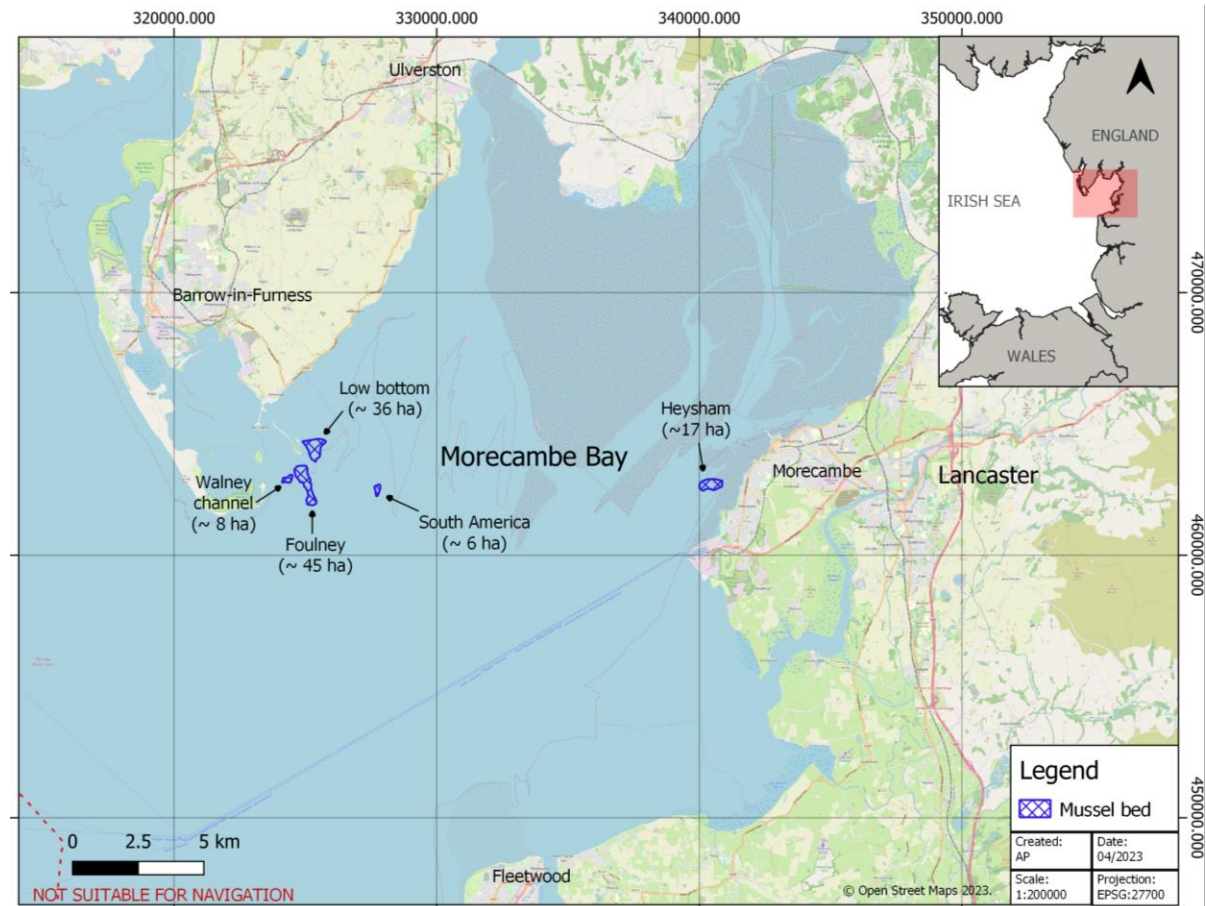 320000.000
330000.000
340000.000
350000.000
Ulverston
ENGLAND
IRISH SEA
WALES
470000.000
Barrow-in-Furness
Low bottom
(~ 36 ha)
Heysham
(~17 ha)
Morecambe Bay
Morecambe
Lancaster
Walney
channel
(~ 8 ha)
South America
(~ 6 ha)
Foulney
(~ 45 ha)
460000.000
Legend
Mussel bed
450000.000
0 2.5 5 km
Created:
AP
Date:
04/2023
Scale:
1:200000
Projection:
EPSG:27700
Fleetwood
© Open Street Maps 2023.
NOT SUITABLE FOR NAVIGATION